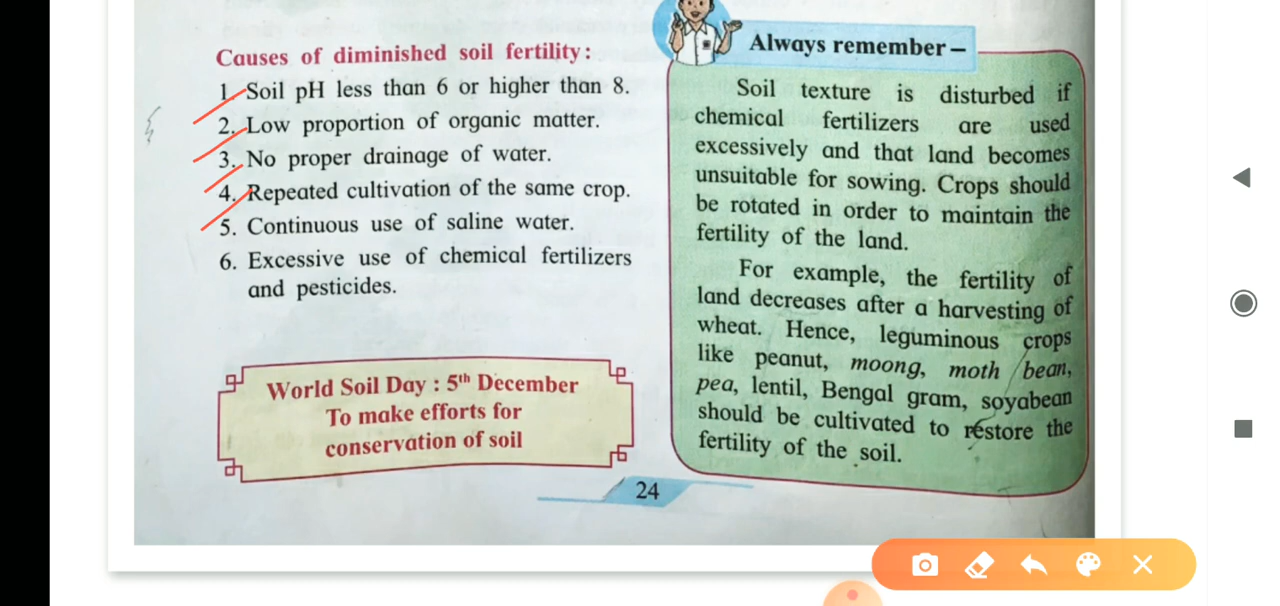 Causes of diminished soil fertility:
1. Soil pH less than 6 or higher than 8.
2. Low proportion of organic matter.
3. No proper drainage of water.
4. Repeated cultivation of the same crop.
5. Continuous use of saline water.
6. Excessive use of chemical fertilizers
and pesticides.
World Soil Day : 5th December
To make efforts for
conservation of soil
Always remember –
Soil texture is disturbed if
chemical fertilizers are used
excessively and that land becomes
unsuitable for sowing. Crops should
be rotated in order to maintain the
fertility of the land.
For example, the fertility of
land decreases after a harvesting of
wheat. Hence, leguminous crops
like peanut, moong, moth bean,
pea, lentil, Bengal gram, soyabean
should be cultivated to restore the
fertility of the soil.
24